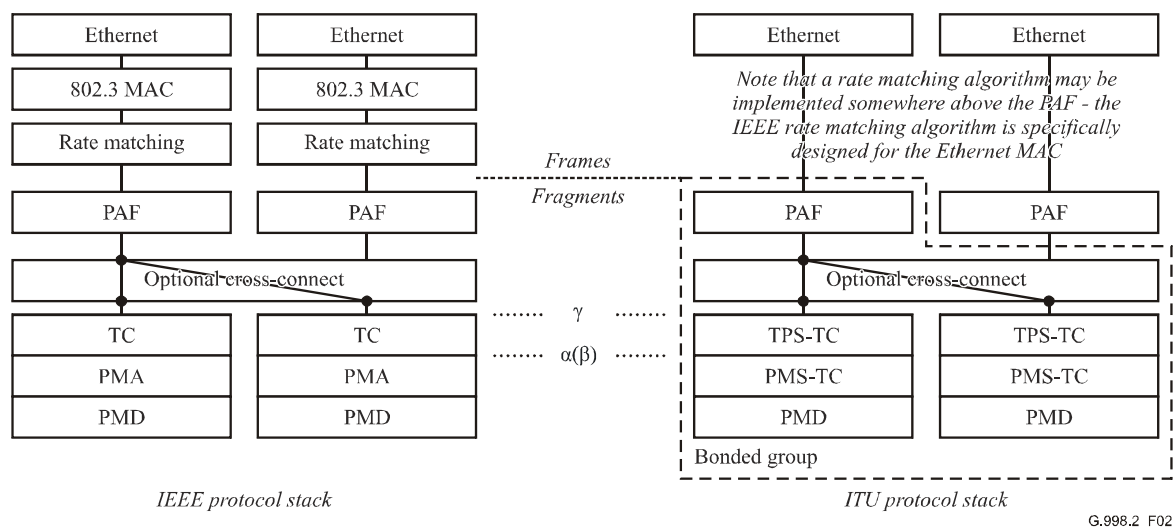 Ethernet Ethernet Ethernet Ethernet
802.3 MAC 802.3 MAC
Note that a rate matching algorithm may be
implemented somewhere above the PAF - the
IEEE rate matching algorithm is specifically
designed for the Ethernet MAC
Rate matching Rate matching
Frames
Fragments
PAF PAF PAF PAF
Optional cross-connect Optional cross-connect
γ
TC TC TPS-TC TPS-TC
α(β)
PMA PMA PMS-TC PMS-TC
PMD PMD PMD PMD
Bonded group
IEEE protocol stack ITU protocol stack
G.998.2_F02